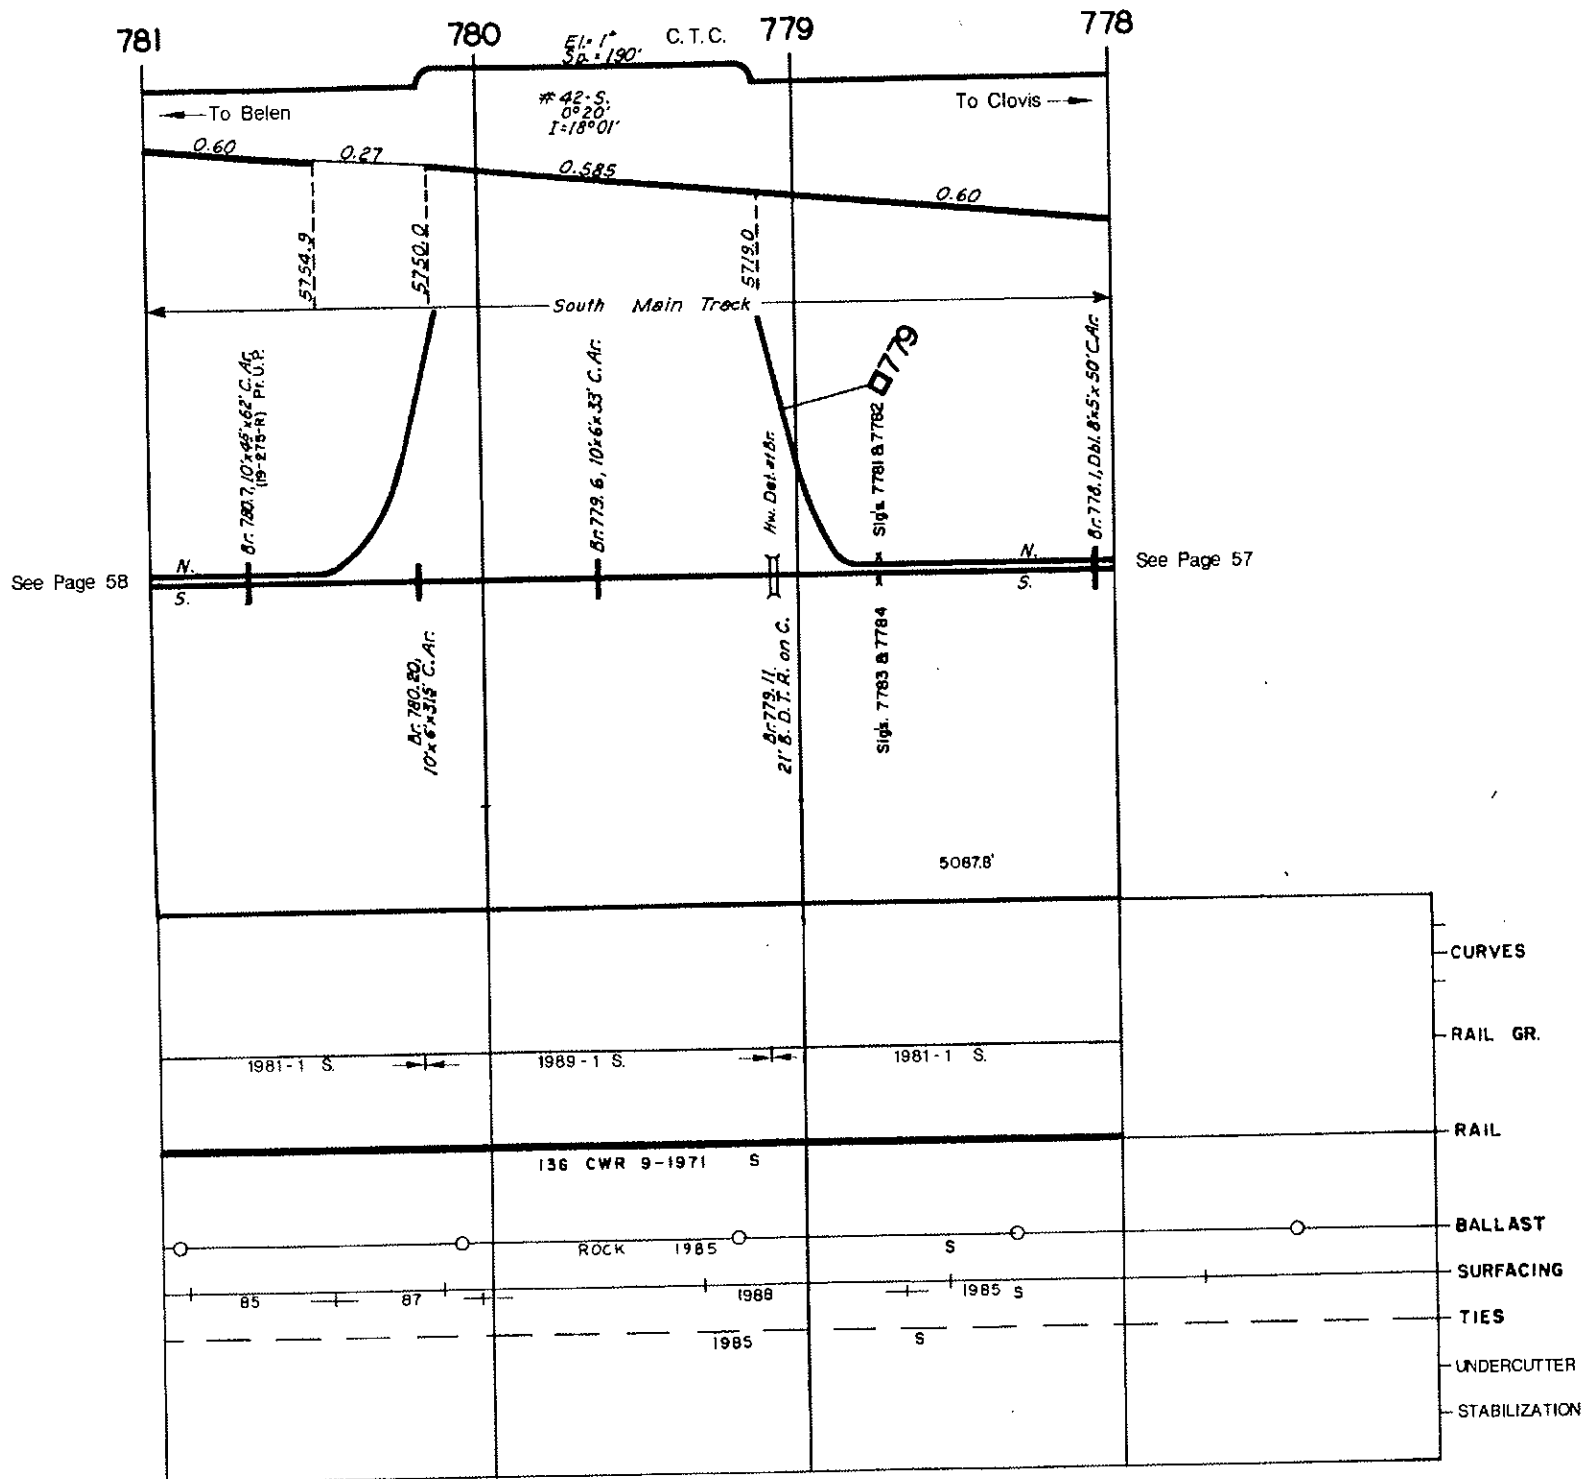 781
780
779
778
El.= 1"
Sp.= 190'
C. T. C.
To Belen
# 42-S.
0° 20'
I=18° 01'
To Clovis
0.60
0.27
0.585
0.60
5754.9
5750.0
5719.0
South Main Track
Br. 780.7, 10'x45'x62' C. Ar.
(19-275-R) Pr. U.P.
Br. 779.6, 10'x6'x33' C. Ar.
Hw. Det. at Br.
779
Sigs. 7781 & 7782
Br. 778.1, Dbl. 8'x5'x50' C. Ar.
See Page 58
N.
S.
N.
S.
See Page 57
Br. 780.20,
10'x6'x31.5' C. Ar.
Br. 779.11
21' B. D. T. R. on C.
Sigs. 7783 & 7784
5087.8'
CURVES
RAIL GR.
1981-1 S.
1989-1 S.
1981-1 S.
RAIL
136 CWR 9-1971 S
BALLAST
ROCK 1985 S
SURFACING
85 87 1988 1985 S
TIES
1985 S
UNDERCUTTER
STABILIZATION